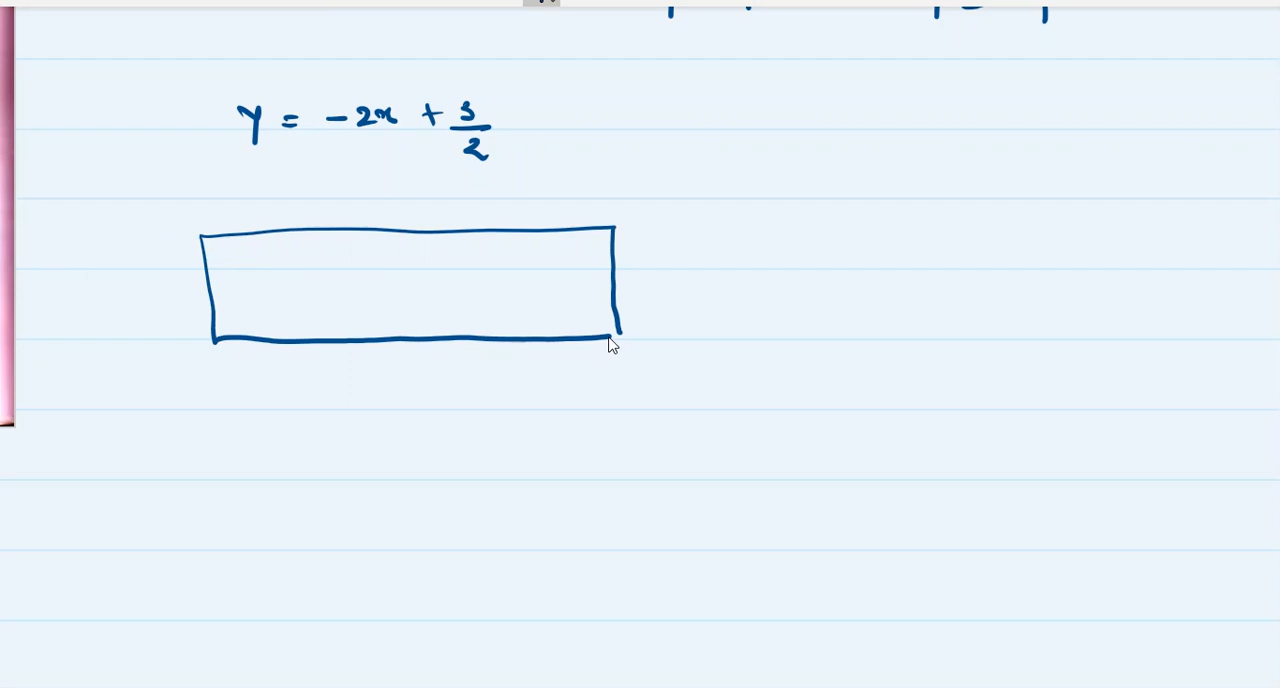 y = -2x + 3/2